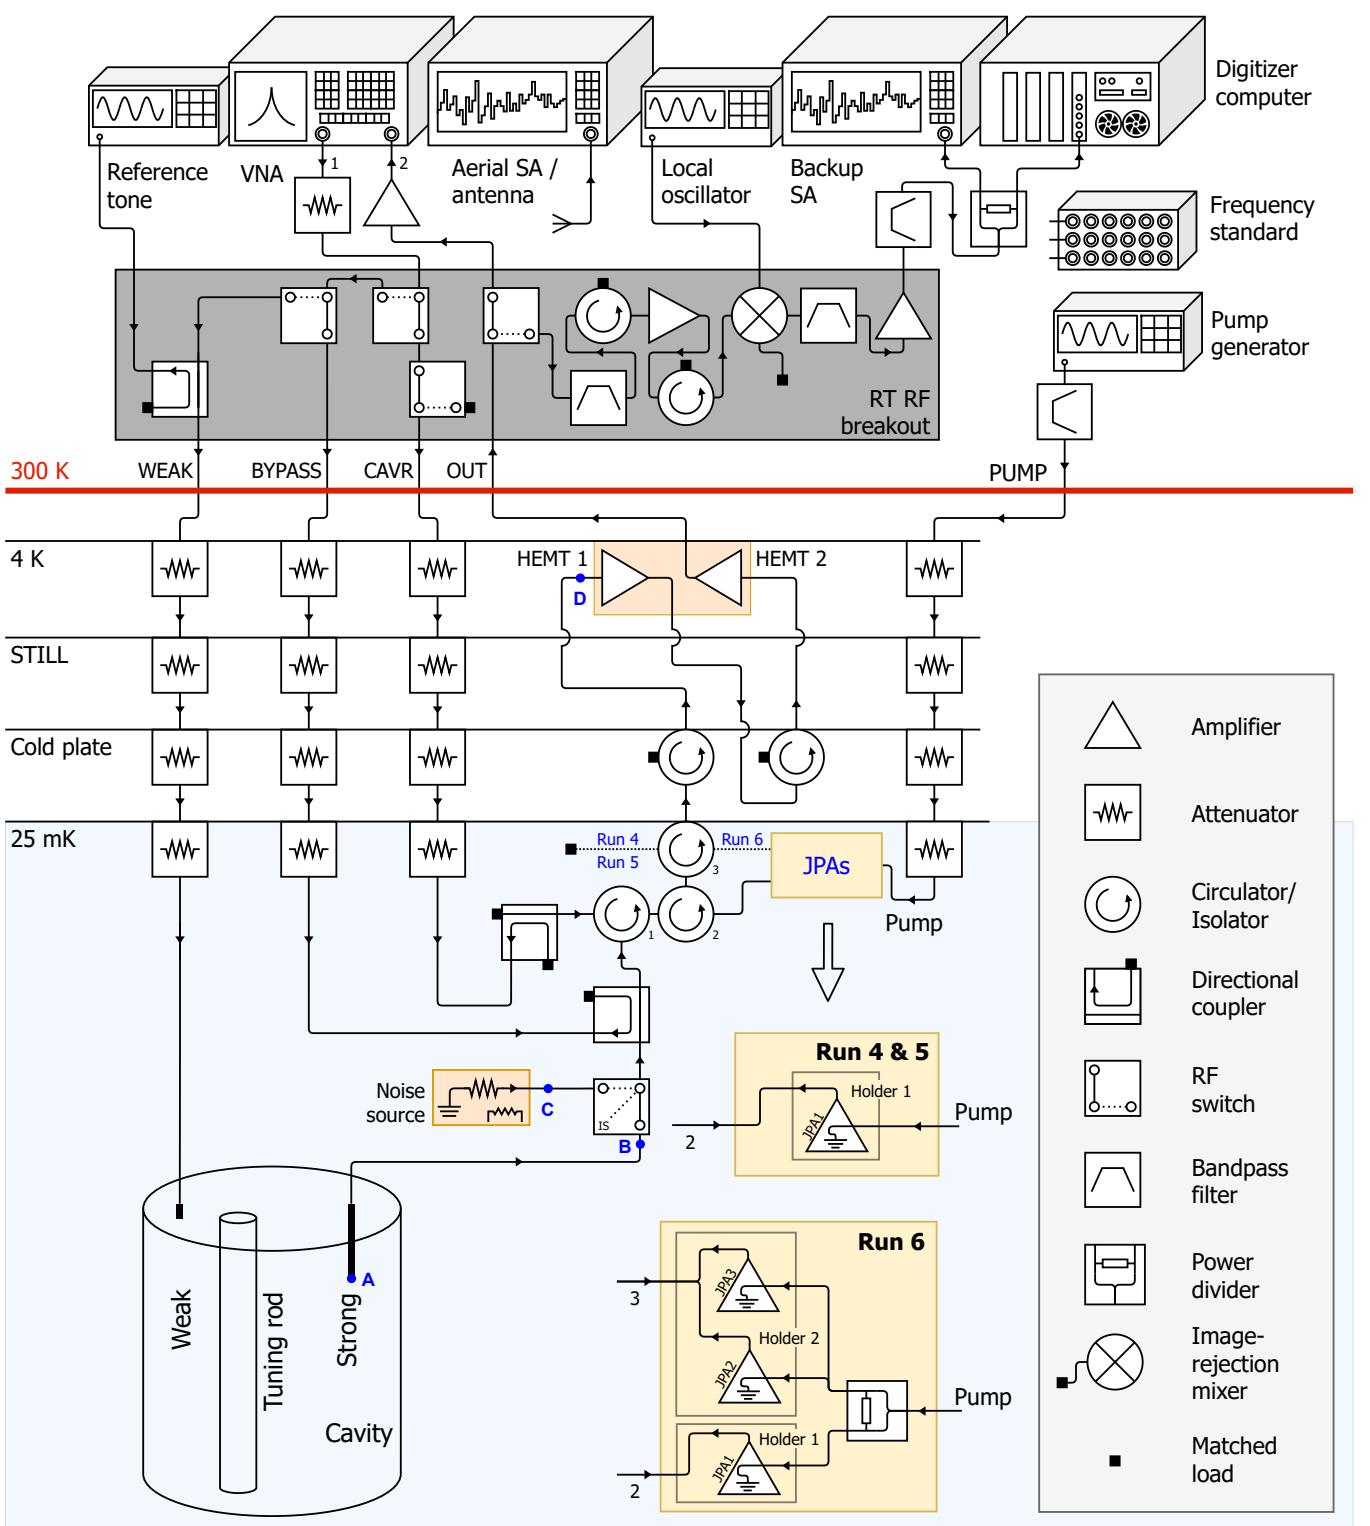 Digitizer
computer
Reference
tone
VNA
1
2
Aerial SA /
antenna
Local
oscillator
Backup
SA
Frequency
standard
Pump
generator
RT RF
breakout
300 K
WEAK
BYPASS
CAVR
OUT
PUMP
4 K
HEMT 1
HEMT 2
D
STILL
Cold plate
25 mK
Run 4
Run 5
Run 6
3
JPAs
1
2
Pump
Noise
source
C
IS
B
A
Weak
Tuning rod
Strong
Cavity
Run 4 & 5
Holder 1
JPA1
Pump
2
Run 6
JPA3
3
Holder 2
JPA2
Pump
Holder 1
JPA1
2
Amplifier
Attenuator
Circulator/
Isolator
Directional
coupler
RF
switch
Bandpass
filter
Power
divider
Image-
rejection
mixer
Matched
load